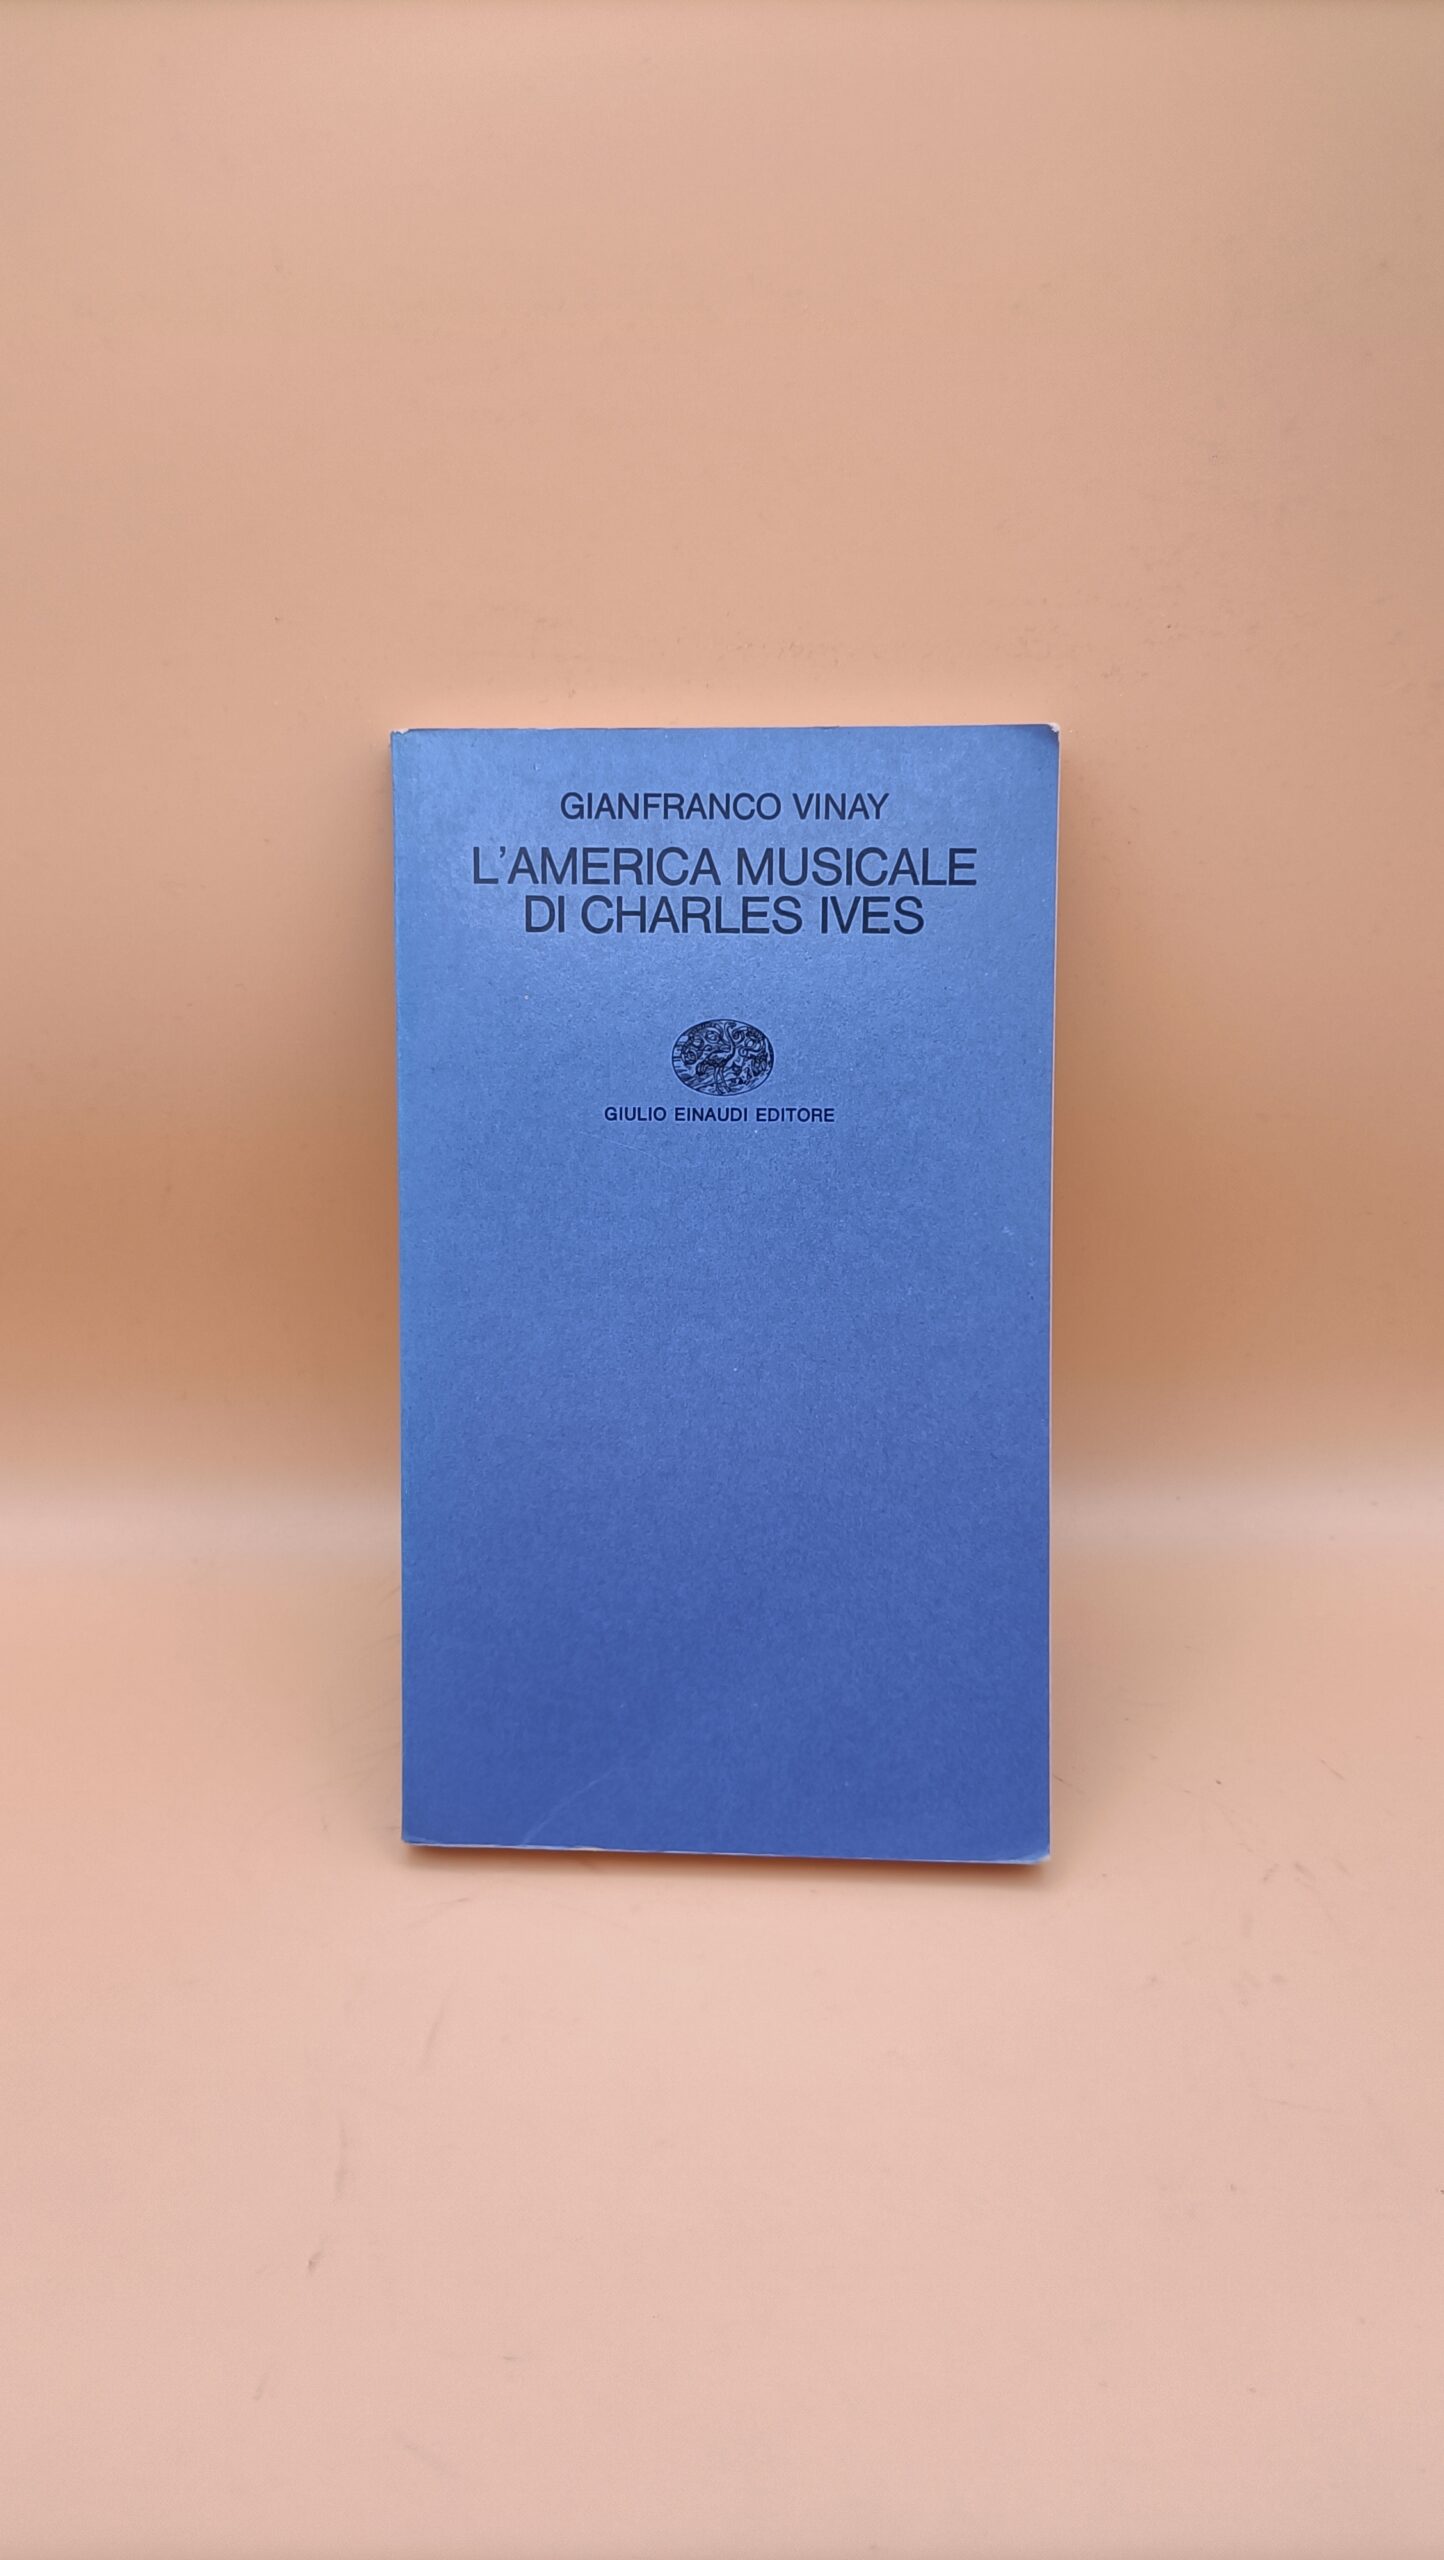 GIANFRANCO VINAY
L'AMERICA MUSICALE
DI CHARLES IVES
GIULIO EINAUDI EDITORE